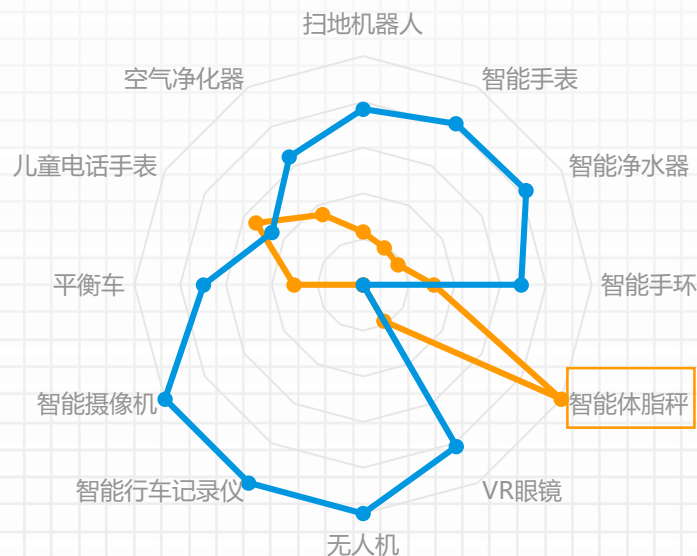 扫地机器人
空气净化器
智能手表
儿童电话手表
智能净水器
平衡车
智能手环
智能摄像机
智能体脂秤
智能行车记录仪
VR眼镜
无人机